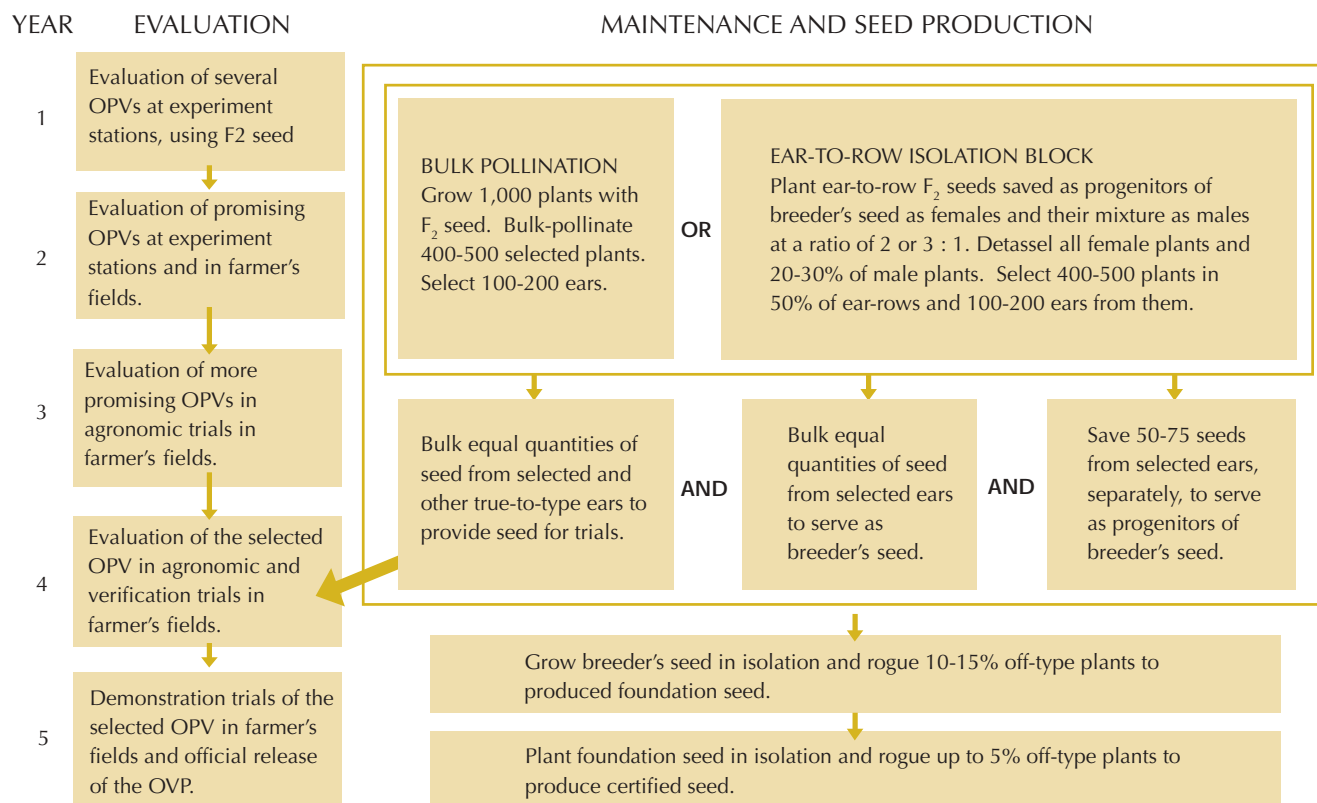 YEAR EVALUATION MAINTENANCE AND SEED PRODUCTION
1
Evaluation of several
OPVs at experiment
stations, using F2 seed
2
Evaluation of promising
OPVs at experiment
stations and in farmer's
fields.
3
Evaluation of more
promising OPVs in
agronomic trials in
farmer's fields.
4
Evaluation of the selected
OPV in agronomic and
verification trials in
farmer's fields.
5
Demonstration trials of the
selected OPV in farmer's
fields and official release
of the OVP.
BULK POLLINATION
Grow 1,000 plants with
F₂ seed. Bulk-pollinate
400-500 selected plants.
Select 100-200 ears.
OR
EAR-TO-ROW ISOLATION BLOCK
Plant ear-to-row F₂ seeds saved as progenitors of
breeder's seed as females and their mixture as males
at a ratio of 2 or 3 : 1. Detassel all female plants and
20-30% of male plants. Select 400-500 plants in
50% of ear-rows and 100-200 ears from them.
Bulk equal quantities of
seed from selected and
other true-to-type ears to
provide seed for trials.
AND
Bulk equal
quantities of seed
from selected ears
to serve as
breeder's seed.
AND
Save 50-75 seeds
from selected ears,
separately, to serve
as progenitors of
breeder's seed.
Grow breeder's seed in isolation and rogue 10-15% off-type plants to
produced foundation seed.
Plant foundation seed in isolation and rogue up to 5% off-type plants to
produce certified seed.